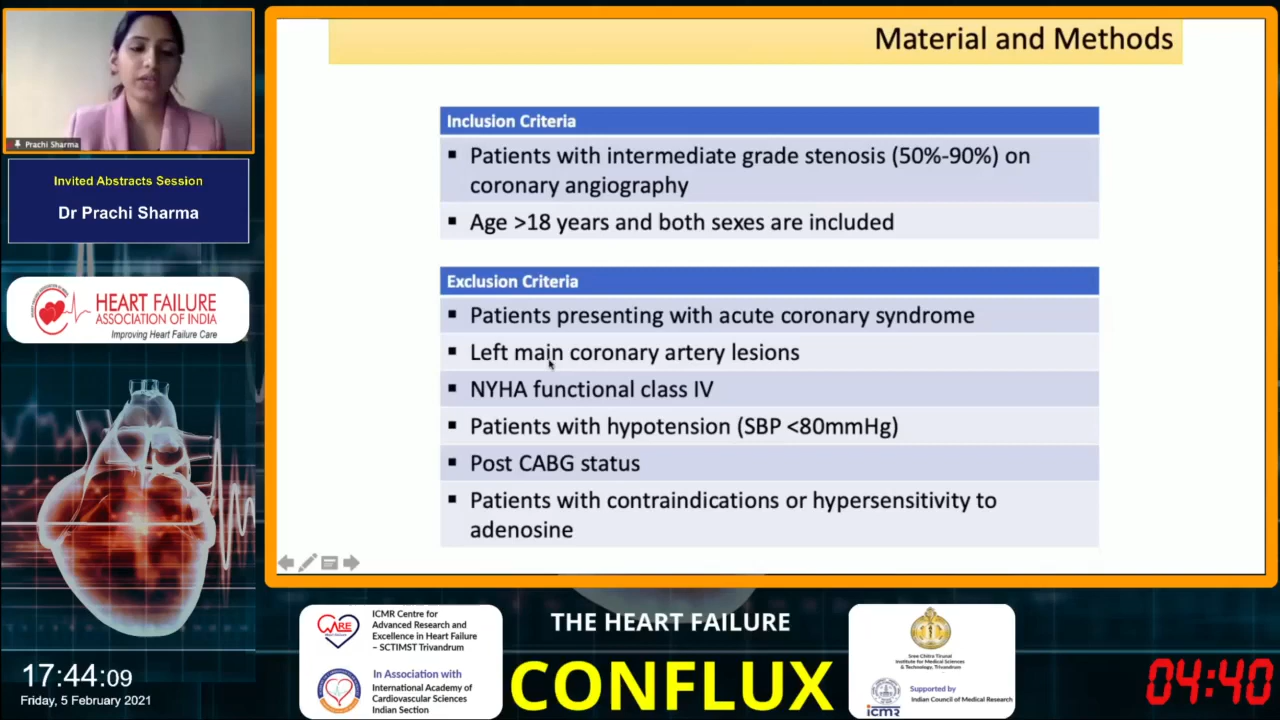 Material and Methods
Prachi Sharma
Invited Abstracts Session
Dr Prachi Sharma
HEART FAILURE
ASSOCIATION OF INDIA
Improving Heart Failure Care
Inclusion Criteria
▪ Patients with intermediate grade stenosis (50%-90%) on
coronary angiography
▪ Age >18 years and both sexes are included
Exclusion Criteria
▪ Patients presenting with acute coronary syndrome
▪ Left main coronary artery lesions
▪ NYHA functional class IV
▪ Patients with hypotension (SBP <80mmHg)
▪ Post CABG status
▪ Patients with contraindications or hypersensitivity to
adenosine
17:44:09
Friday, 5 February 2021
CARE
ICMR Centre for
Advanced Research and
Excellence in Heart Failure
– SCTIMST Trivandrum
In Association with
International Academy of
Cardiovascular Sciences
Indian Section
THE HEART FAILURE
CONFLUX
Sree Chitra Tirunal
Institute for Medical Sciences
& Technology, Trivandrum
Supported by
Indian Council of Medical Research
icmr
04:40